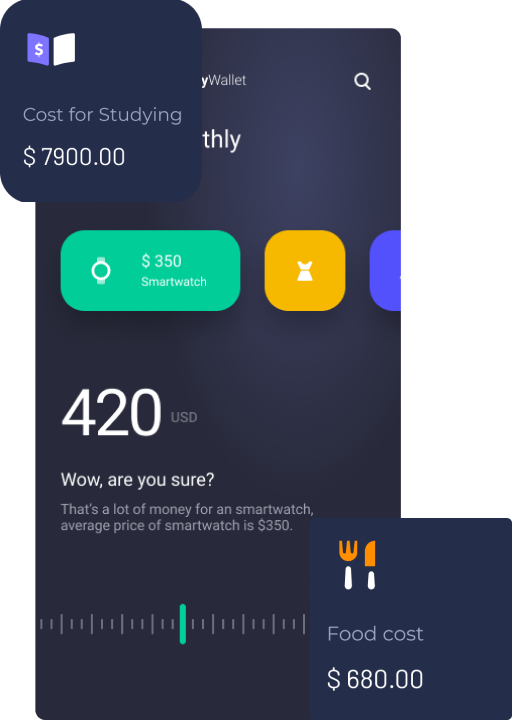 $
Cost for Studying
$ 7900.00
yWallet
thly
$ 350
Smartwatch
420 USD
Wow, are you sure?
That's a lot of money for an smartwatch,
average price of smartwatch is $350.
Food cost
$ 680.00